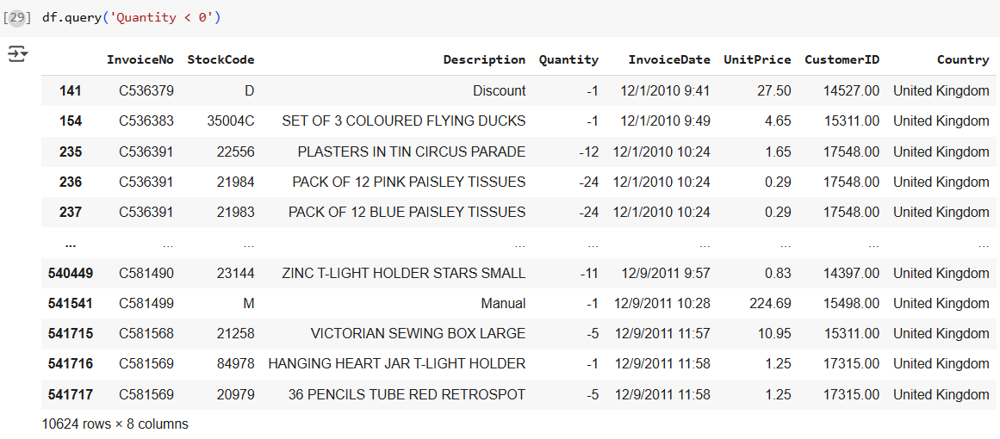 [29] df.query('Quantity < 0')
InvoiceNo StockCode Description Quantity InvoiceDate UnitPrice CustomerID Country
141 C536379 D Discount -1 12/1/2010 9:41 27.50 14527.00 United Kingdom
154 C536383 35004C SET OF 3 COLOURED FLYING DUCKS -1 12/1/2010 9:49 4.65 15311.00 United Kingdom
235 C536391 22556 PLASTERS IN TIN CIRCUS PARADE -12 12/1/2010 10:24 1.65 17548.00 United Kingdom
236 C536391 21984 PACK OF 12 PINK PAISLEY TISSUES -24 12/1/2010 10:24 0.29 17548.00 United Kingdom
237 C536391 21983 PACK OF 12 BLUE PAISLEY TISSUES -24 12/1/2010 10:24 0.29 17548.00 United Kingdom
... ... ... ... ... ... ... ... ...
540449 C581490 23144 ZINC T-LIGHT HOLDER STARS SMALL -11 12/9/2011 9:57 0.83 14397.00 United Kingdom
541541 C581499 M Manual -1 12/9/2011 10:28 224.69 15498.00 United Kingdom
541715 C581568 21258 VICTORIAN SEWING BOX LARGE -5 12/9/2011 11:57 10.95 15311.00 United Kingdom
541716 C581569 84978 HANGING HEART JAR T-LIGHT HOLDER -1 12/9/2011 11:58 1.25 17315.00 United Kingdom
541717 C581569 20979 36 PENCILS TUBE RED RETROSPOT -5 12/9/2011 11:58 1.25 17315.00 United Kingdom
10624 rows × 8 columns